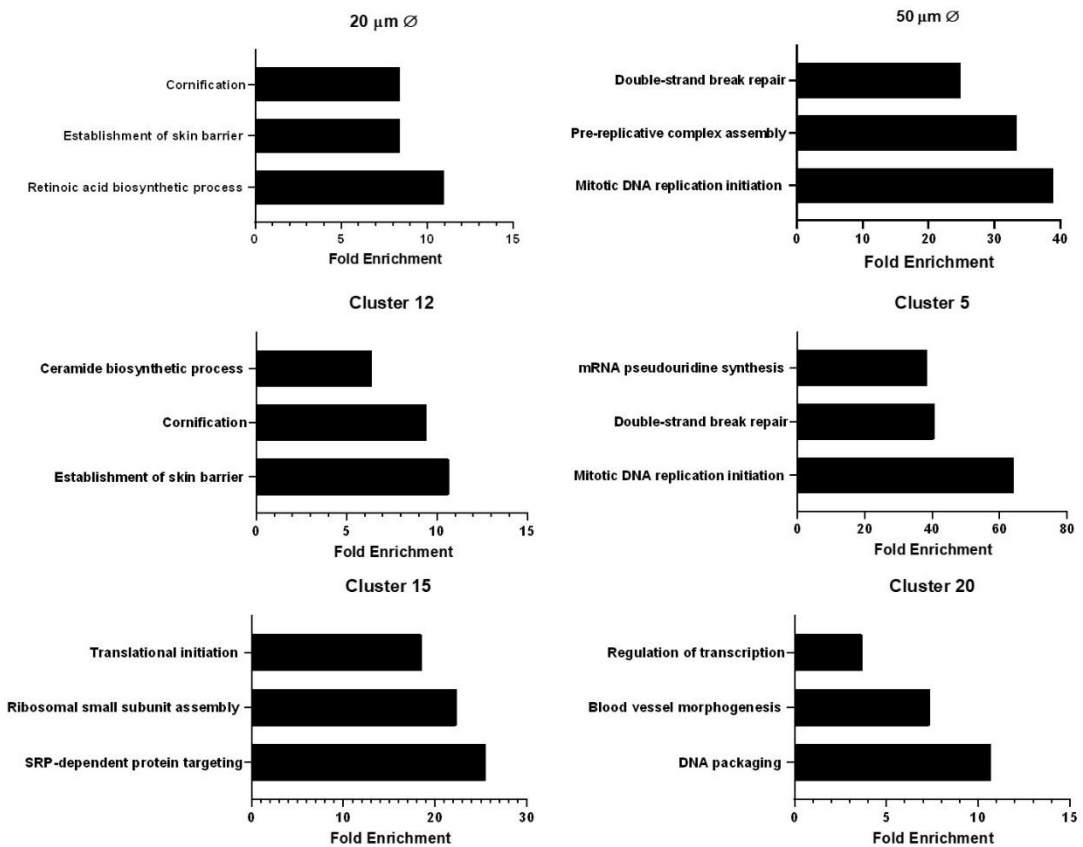 20 μm Ø
Cornification
Establishment of skin barrier
Retinoic acid biosynthetic process
0 5 10 15
Fold Enrichment
50 μm Ø
Double-strand break repair
Pre-replicative complex assembly
Mitotic DNA replication initiation
0 10 20 30 40
Fold Enrichment
Cluster 12
Ceramide biosynthetic process
Cornification
Establishment of skin barrier
0 5 10 15
Fold Enrichment
Cluster 5
mRNA pseudouridine synthesis
Double-strand break repair
Mitotic DNA replication initiation
0 20 40 60 80
Fold Enrichment
Cluster 15
Translational initiation
Ribosomal small subunit assembly
SRP-dependent protein targeting
0 10 20 30
Fold Enrichment
Cluster 20
Regulation of transcription
Blood vessel morphogenesis
DNA packaging
0 5 10 15
Fold Enrichment